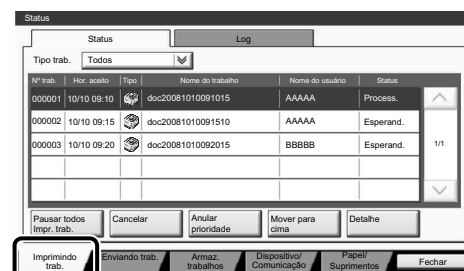 Status
Status Log
Tipo trab. Todos
Nº trab. Hor. aceito Tipo Nome do trabalho Nome do usuário Status
000001 10/10 09:10 doc20081010091015 AAAAA Process.
000002 10/10 09:15 doc20081010091510 AAAAA Esperand.
000003 10/10 09:20 doc20081010092015 BBBBB Esperand.
1/1
Pausar todos Impr. trab. Cancelar Anular prioridade Mover para cima Detalhe
Imprimindo trab. Enviando trab. Armaz. trabalhos Dispositivo/ Comunicação Papel/ Suprimentos Fechar